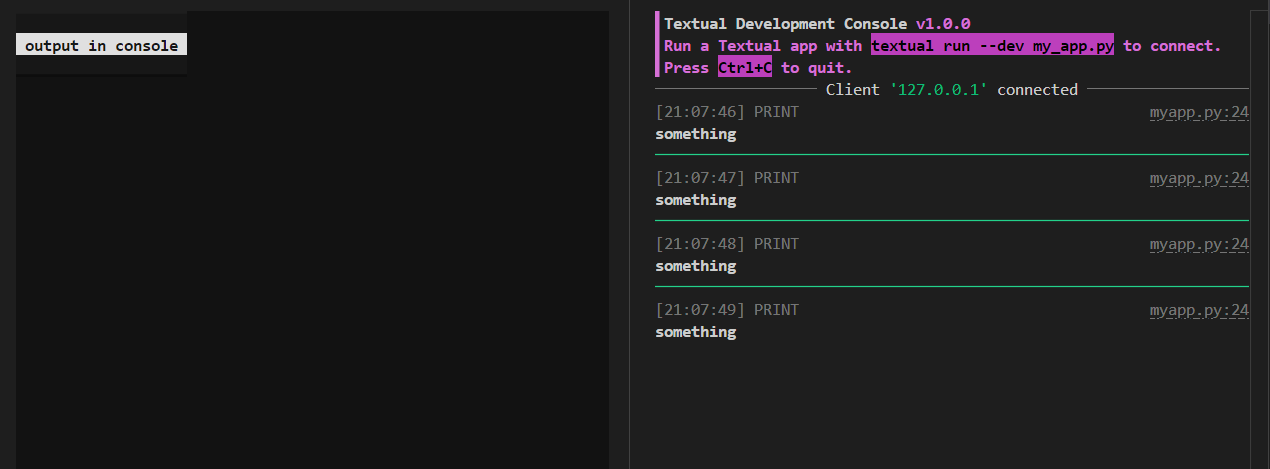 output in console
Textual Development Console v1.0.0
Run a Textual app with textual run --dev my_app.py to connect.
Press Ctrl+C to quit.
Client '127.0.0.1' connected
[21:07:46] PRINT myapp.py:24
something
[21:07:47] PRINT myapp.py:24
something
[21:07:48] PRINT myapp.py:24
something
[21:07:49] PRINT myapp.py:24
something